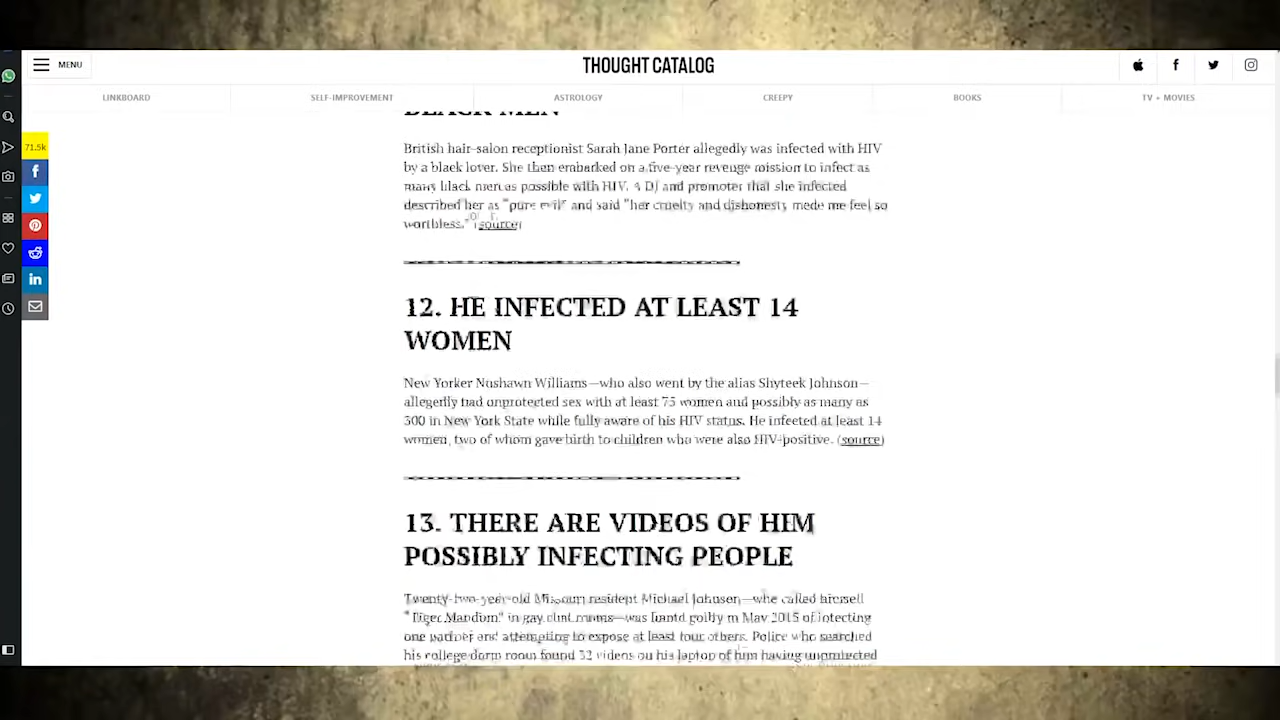 MENU
THOUGHT CATALOG
LINKBOARD
SELF-IMPROVEMENT
ASTROLOGY
CREEPY
BOOKS
TV + MOVIES
71.5k
BLACK MEN
British hair-salon receptionist Sarah Jane Porter allegedly was infected with HIV
by a black lover. She then embarked on a five-year revenge mission to infect as
many black men as possible with HIV. A DJ and promoter that she infected
described her as "pure evil" and said "her cruelty and dishonesty made me feel so
worthless." (source)
12. HE INFECTED AT LEAST 14
WOMEN
New Yorker Nushawn Williams—who also went by the alias Shyteek Johnson—
allegedly had unprotected sex with at least 75 women and possibly as many as
300 in New York State while fully aware of his HIV status. He infected at least 14
women, two of whom gave birth to children who were also HIV-positive. (source)
13. THERE ARE VIDEOS OF HIM
POSSIBLY INFECTING PEOPLE
Twenty-two-year-old Missouri resident Michael Johnson—who called himself
"Tiger Mandingo" in gay chat rooms—was found guilty in May 2015 of infecting
one partner and attempting to expose at least four others. Police who searched
his college dorm room found 32 videos on his laptop of him having unprotected